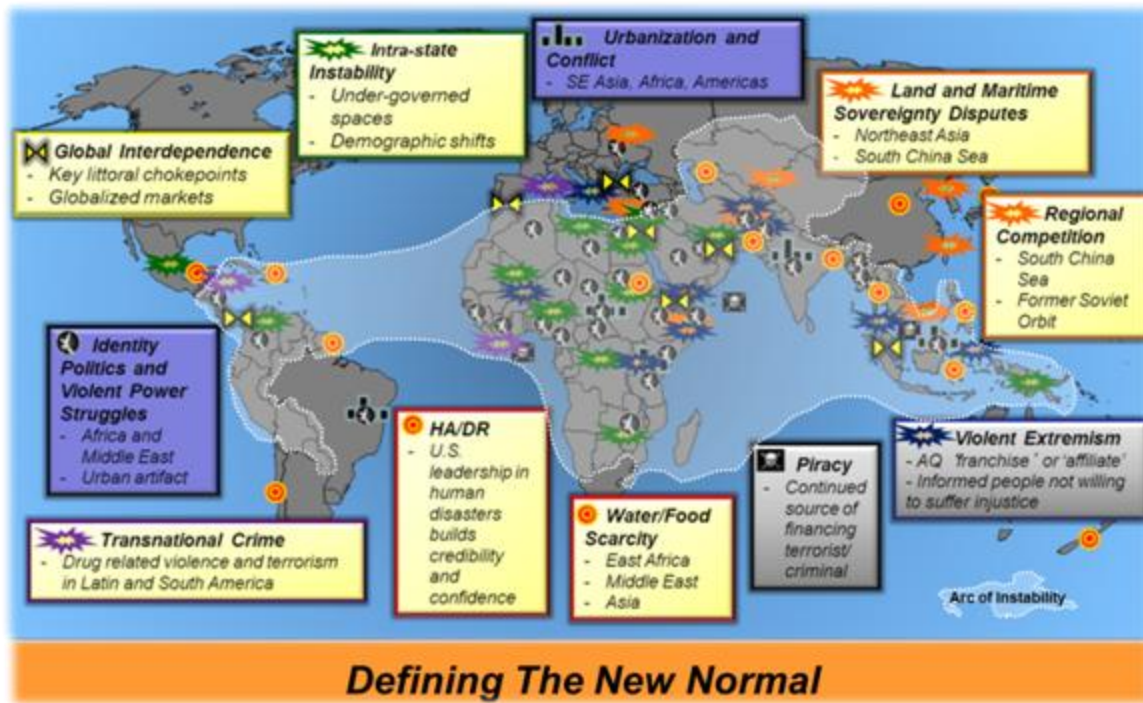 Intra-state
Instability
- Under-governed
spaces
- Demographic shifts
Urbanization and
Conflict
- SE Asia, Africa, Americas
Land and Maritime
Sovereignty Disputes
- Northeast Asia
- South China Sea
Global Interdependence
- Key littoral chokepoints
- Globalized markets
Regional
Competition
- South China
Sea
- Former Soviet
Orbit
Identity
Politics and
Violent Power
Struggles
- Africa and
Middle East
- Urban artifact
HA/DR
- U.S.
leadership in
human
disasters
builds
credibility
and
confidence
Water/Food
Scarcity
- East Africa
- Middle East
- Asia
Piracy
- Continued
source of
financing
terrorist/
criminal
Violent Extremism
- AQ 'franchise' or 'affiliate'
- Informed people not willing
to suffer injustice
Transnational Crime
- Drug related violence and terrorism
in Latin and South America
Arc of Instability
Defining The New Normal